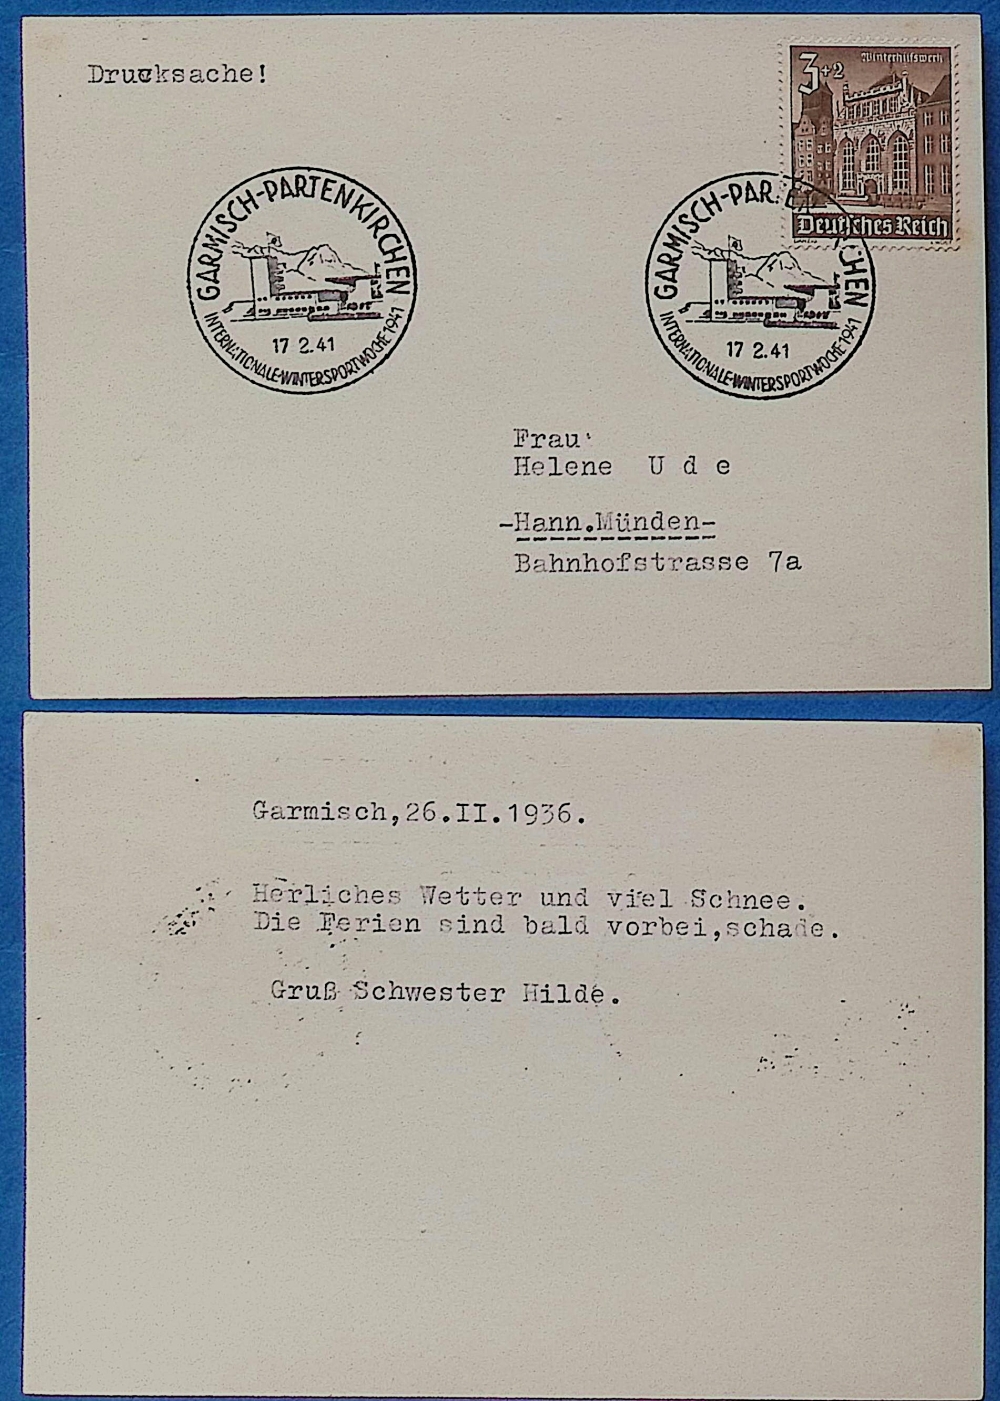 Drucksache!
3+2
Winterhilfswerk
Deutsches Reich
GARMISCH-PARTENKIRCHEN
17 2.41
INTERNATIONALE-WINTERSPORTWOCHE 1941
GARMISCH-PAR EN CHEN
17 2.41
INTERNATIONALE-WINTERSPORTWOCHE 1941
Frau
Helene U d e
-Hann.Münden-
Bahnhofstrasse 7a
Garmisch,26.II.1936.
Herliches Wetter und viel Schnee.
Die Ferien sind bald vorbei,schade.
Gruß Schwester Hilde.